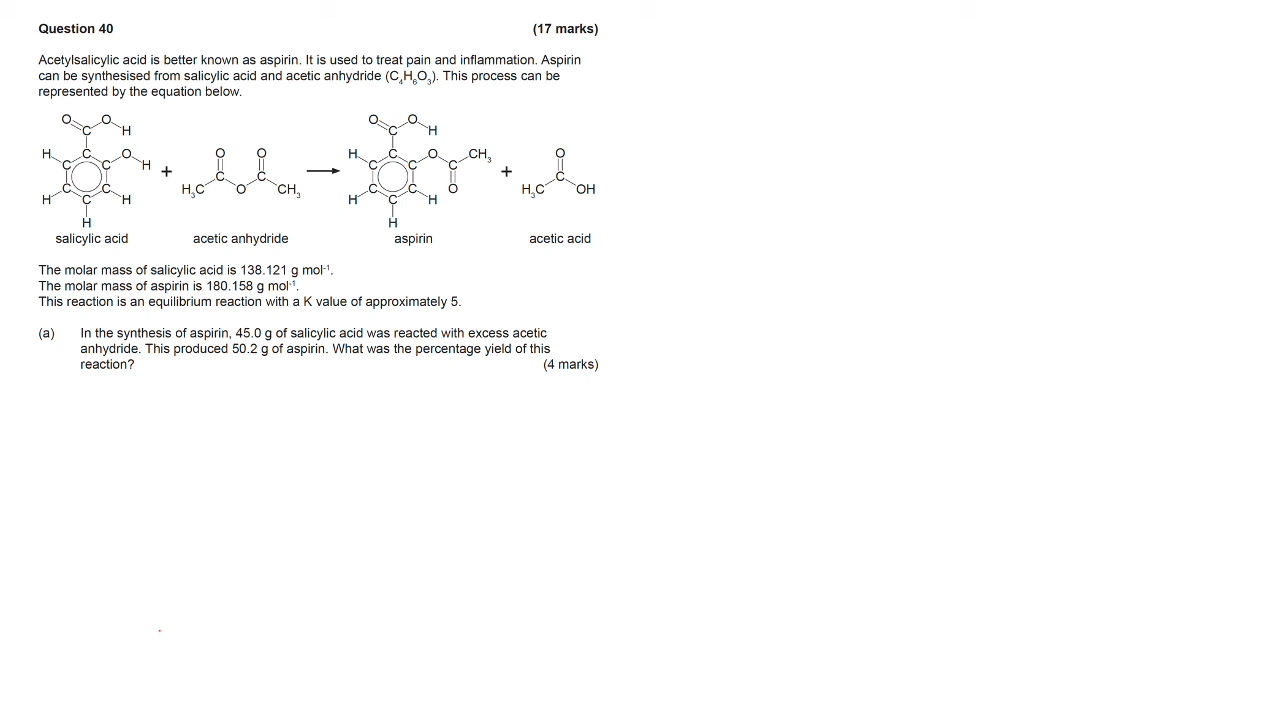 Question 40 (17 marks)
Acetylsalicylic acid is better known as aspirin. It is used to treat pain and inflammation. Aspirin
can be synthesised from salicylic acid and acetic anhydride (C₄H₆O₃). This process can be
represented by the equation below.
O O
C H
H C O O O O O H CH₃ O
C C H + C C → C C C + C
H₃C O CH₃ H₃C OH
salicylic acid acetic anhydride aspirin acetic acid
The molar mass of salicylic acid is 138.121 g mol⁻¹.
The molar mass of aspirin is 180.158 g mol⁻¹.
This reaction is an equilibrium reaction with a K value of approximately 5.
(a) In the synthesis of aspirin, 45.0 g of salicylic acid was reacted with excess acetic
anhydride. This produced 50.2 g of aspirin. What was the percentage yield of this
reaction? (4 marks)